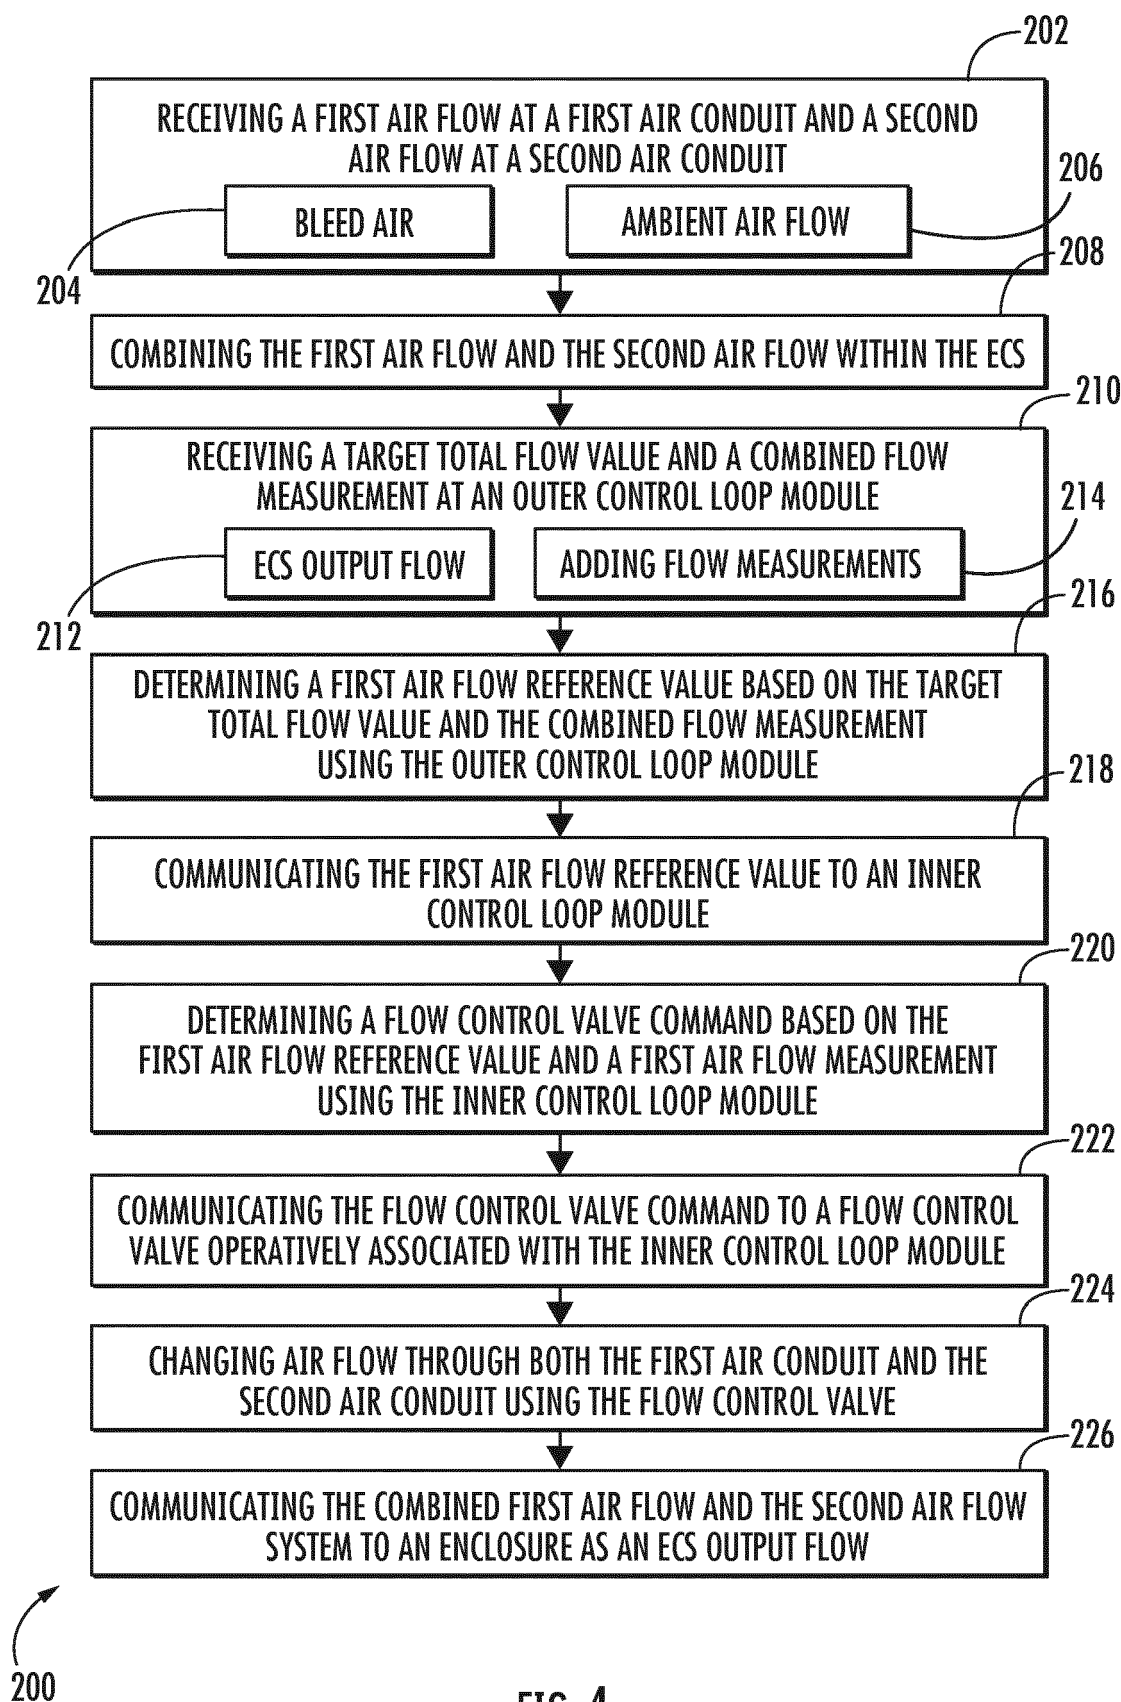 202
RECEIVING A FIRST AIR FLOW AT A FIRST AIR CONDUIT AND A SECOND
AIR FLOW AT A SECOND AIR CONDUIT
206
BLEED AIR
AMBIENT AIR FLOW
204
208
COMBINING THE FIRST AIR FLOW AND THE SECOND AIR FLOW WITHIN THE ECS
210
RECEIVING A TARGET TOTAL FLOW VALUE AND A COMBINED FLOW
MEASUREMENT AT AN OUTER CONTROL LOOP MODULE
214
ECS OUTPUT FLOW
ADDING FLOW MEASUREMENTS
212
216
DETERMINING A FIRST AIR FLOW REFERENCE VALUE BASED ON THE TARGET
TOTAL FLOW VALUE AND THE COMBINED FLOW MEASUREMENT
USING THE OUTER CONTROL LOOP MODULE
218
COMMUNICATING THE FIRST AIR FLOW REFERENCE VALUE TO AN INNER
CONTROL LOOP MODULE
220
DETERMINING A FLOW CONTROL VALVE COMMAND BASED ON THE
FIRST AIR FLOW REFERENCE VALUE AND A FIRST AIR FLOW MEASUREMENT
USING THE INNER CONTROL LOOP MODULE
222
COMMUNICATING THE FLOW CONTROL VALVE COMMAND TO A FLOW CONTROL
VALVE OPERATIVELY ASSOCIATED WITH THE INNER CONTROL LOOP MODULE
224
CHANGING AIR FLOW THROUGH BOTH THE FIRST AIR CONDUIT AND THE
SECOND AIR CONDUIT USING THE FLOW CONTROL VALVE
226
COMMUNICATING THE COMBINED FIRST AIR FLOW AND THE SECOND AIR FLOW
SYSTEM TO AN ENCLOSURE AS AN ECS OUTPUT FLOW
200
FIG. 4